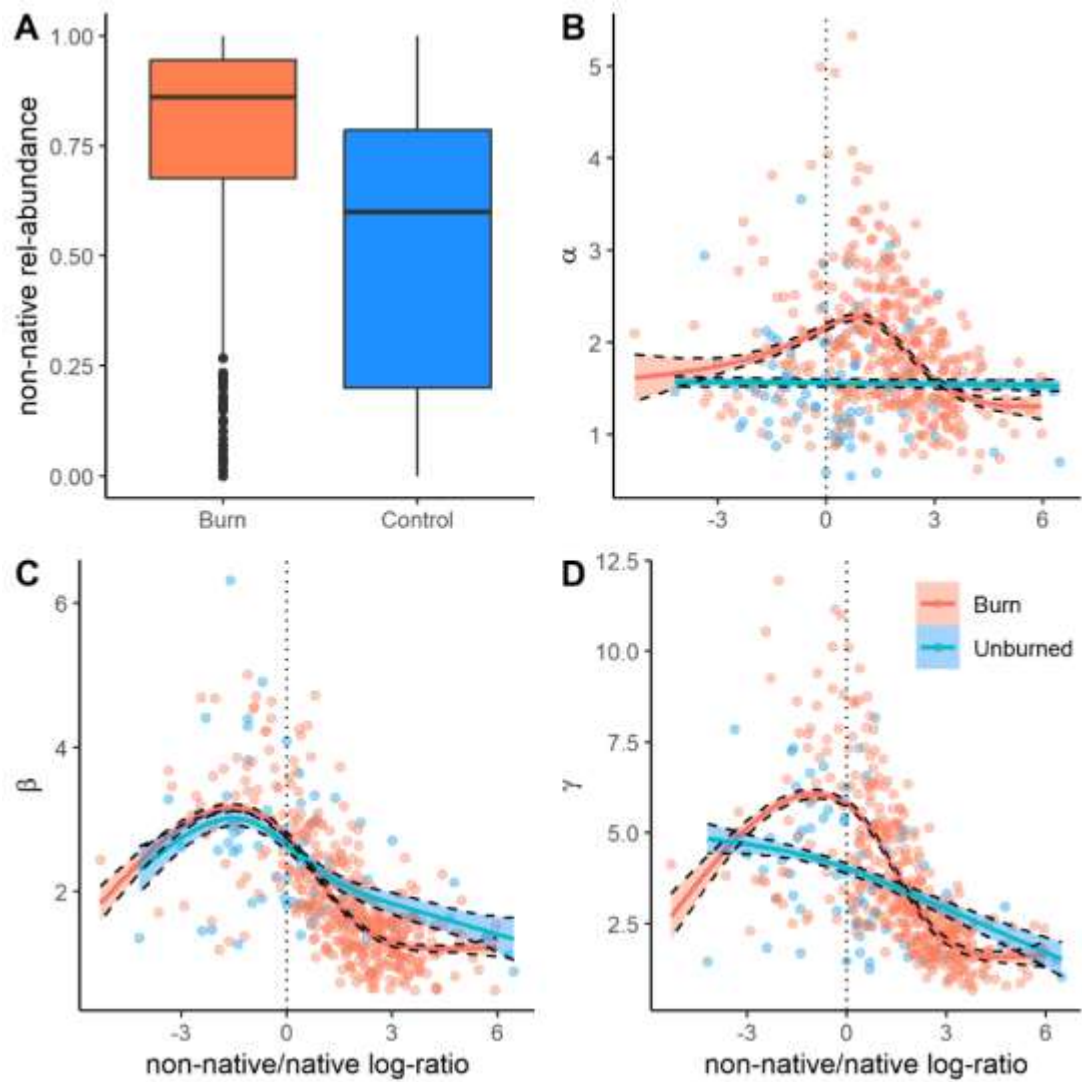 A
non-native rel-abundance
1.00
0.75
0.50
0.25
0.00
Burn
Control
B
α
5
4
3
2
1
-3
0
3
6
C
β
6
4
2
-3
0
3
6
non-native/native log-ratio
D
γ
12.5
10.0
7.5
5.0
2.5
Burn
Unburned
-3
0
3
6
non-native/native log-ratio